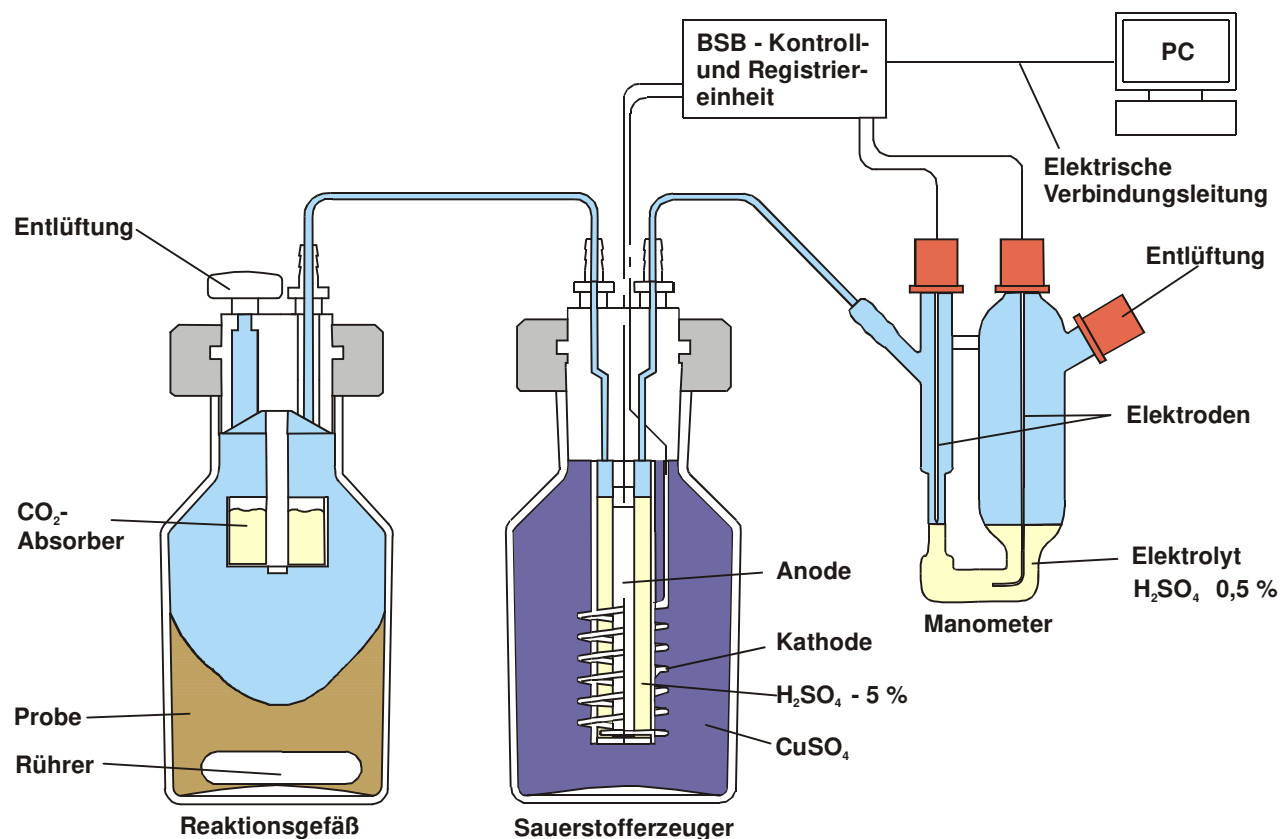 BSB - Kontroll-
und Registrier-
einheit
PC
Elektrische
Verbindungsleitung
Entlüftung
Entlüftung
Elektroden
CO₂-
Absorber
Elektrolyt
H₂SO₄ 0,5 %
Anode
Manometer
Kathode
H₂SO₄ - 5 %
Probe
CuSO₄
Rührer
Reaktionsgefäß
Sauerstofferzeuger